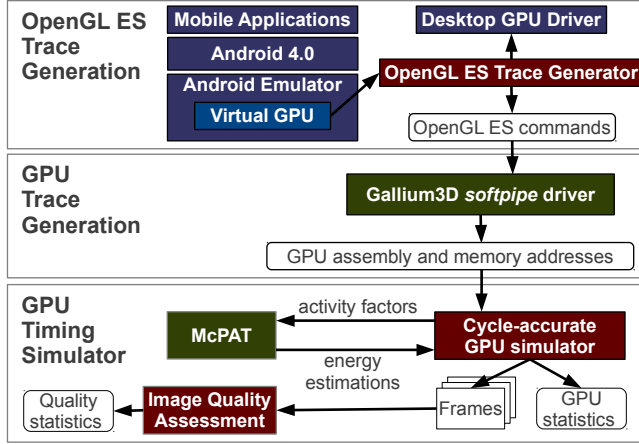 OpenGL ES
Trace
Generation
Mobile Applications
Android 4.0
Android Emulator
Virtual GPU
Desktop GPU Driver
OpenGL ES Trace Generator
OpenGL ES commands
GPU
Trace
Generation
Gallium3D softpipe driver
GPU assembly and memory addresses
GPU
Timing
Simulator
McPAT
activity factors
energy
estimations
Cycle-accurate
GPU simulator
Quality
statistics
Image Quality
Assessment
Frames
GPU
statistics